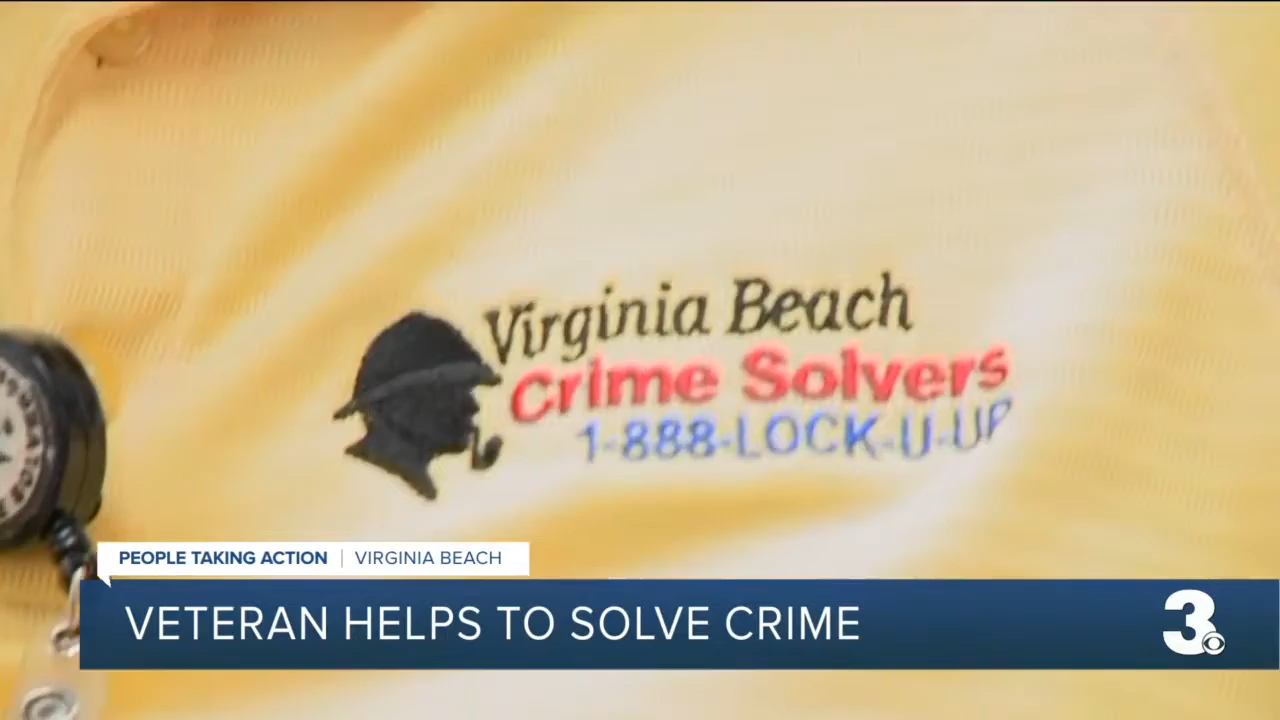 Virginia Beach
Crime Solvers
1-888-LOCK-U-UP
PEOPLE TAKING ACTION | VIRGINIA BEACH
VETERAN HELPS TO SOLVE CRIME
3